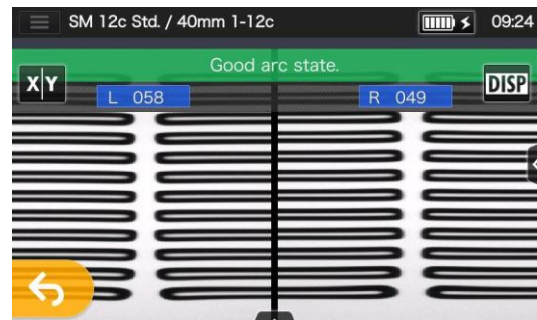 SM 12c Std. / 40mm 1-12c 09:24
Good arc state.
X|Y L 058 R 049 DISP